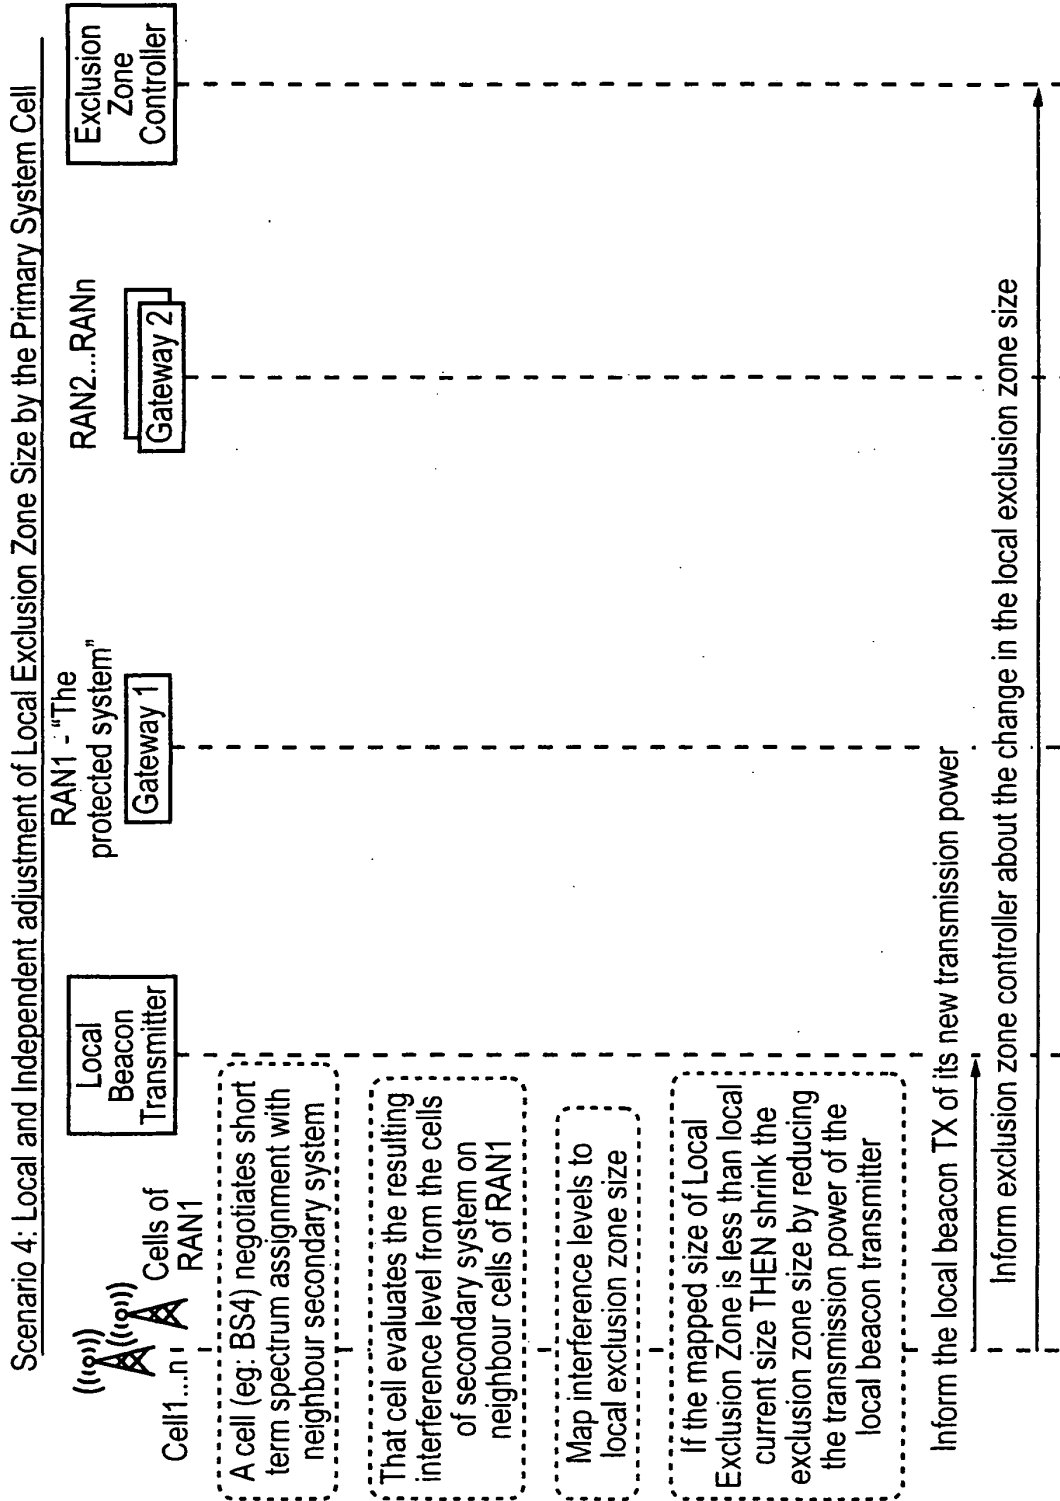 Scenario 4: Local and Independent adjustment of Local Exclusion Zone Size by the Primary System Cell
Cell1...n
Cells of
RAN1
Local
Beacon
Transmitter
RAN1 - "The
protected system"
Gateway 1
RAN2...RANn
Gateway 2
Exclusion
Zone
Controller
A cell (eg: BS4) negotiates short
term spectrum assignment with
neighbour secondary system
That cell evaluates the resulting
interference level from the cells
of secondary system on
neighbour cells of RAN1
Map interference levels to
local exclusion zone size
If the mapped size of Local
Exclusion Zone is less than local
current size THEN shrink the
exclusion zone size by reducing
the transmission power of the
local beacon transmitter
Inform the local beacon TX of its new transmission power
Inform exclusion zone controller about the change in the local exclusion zone size